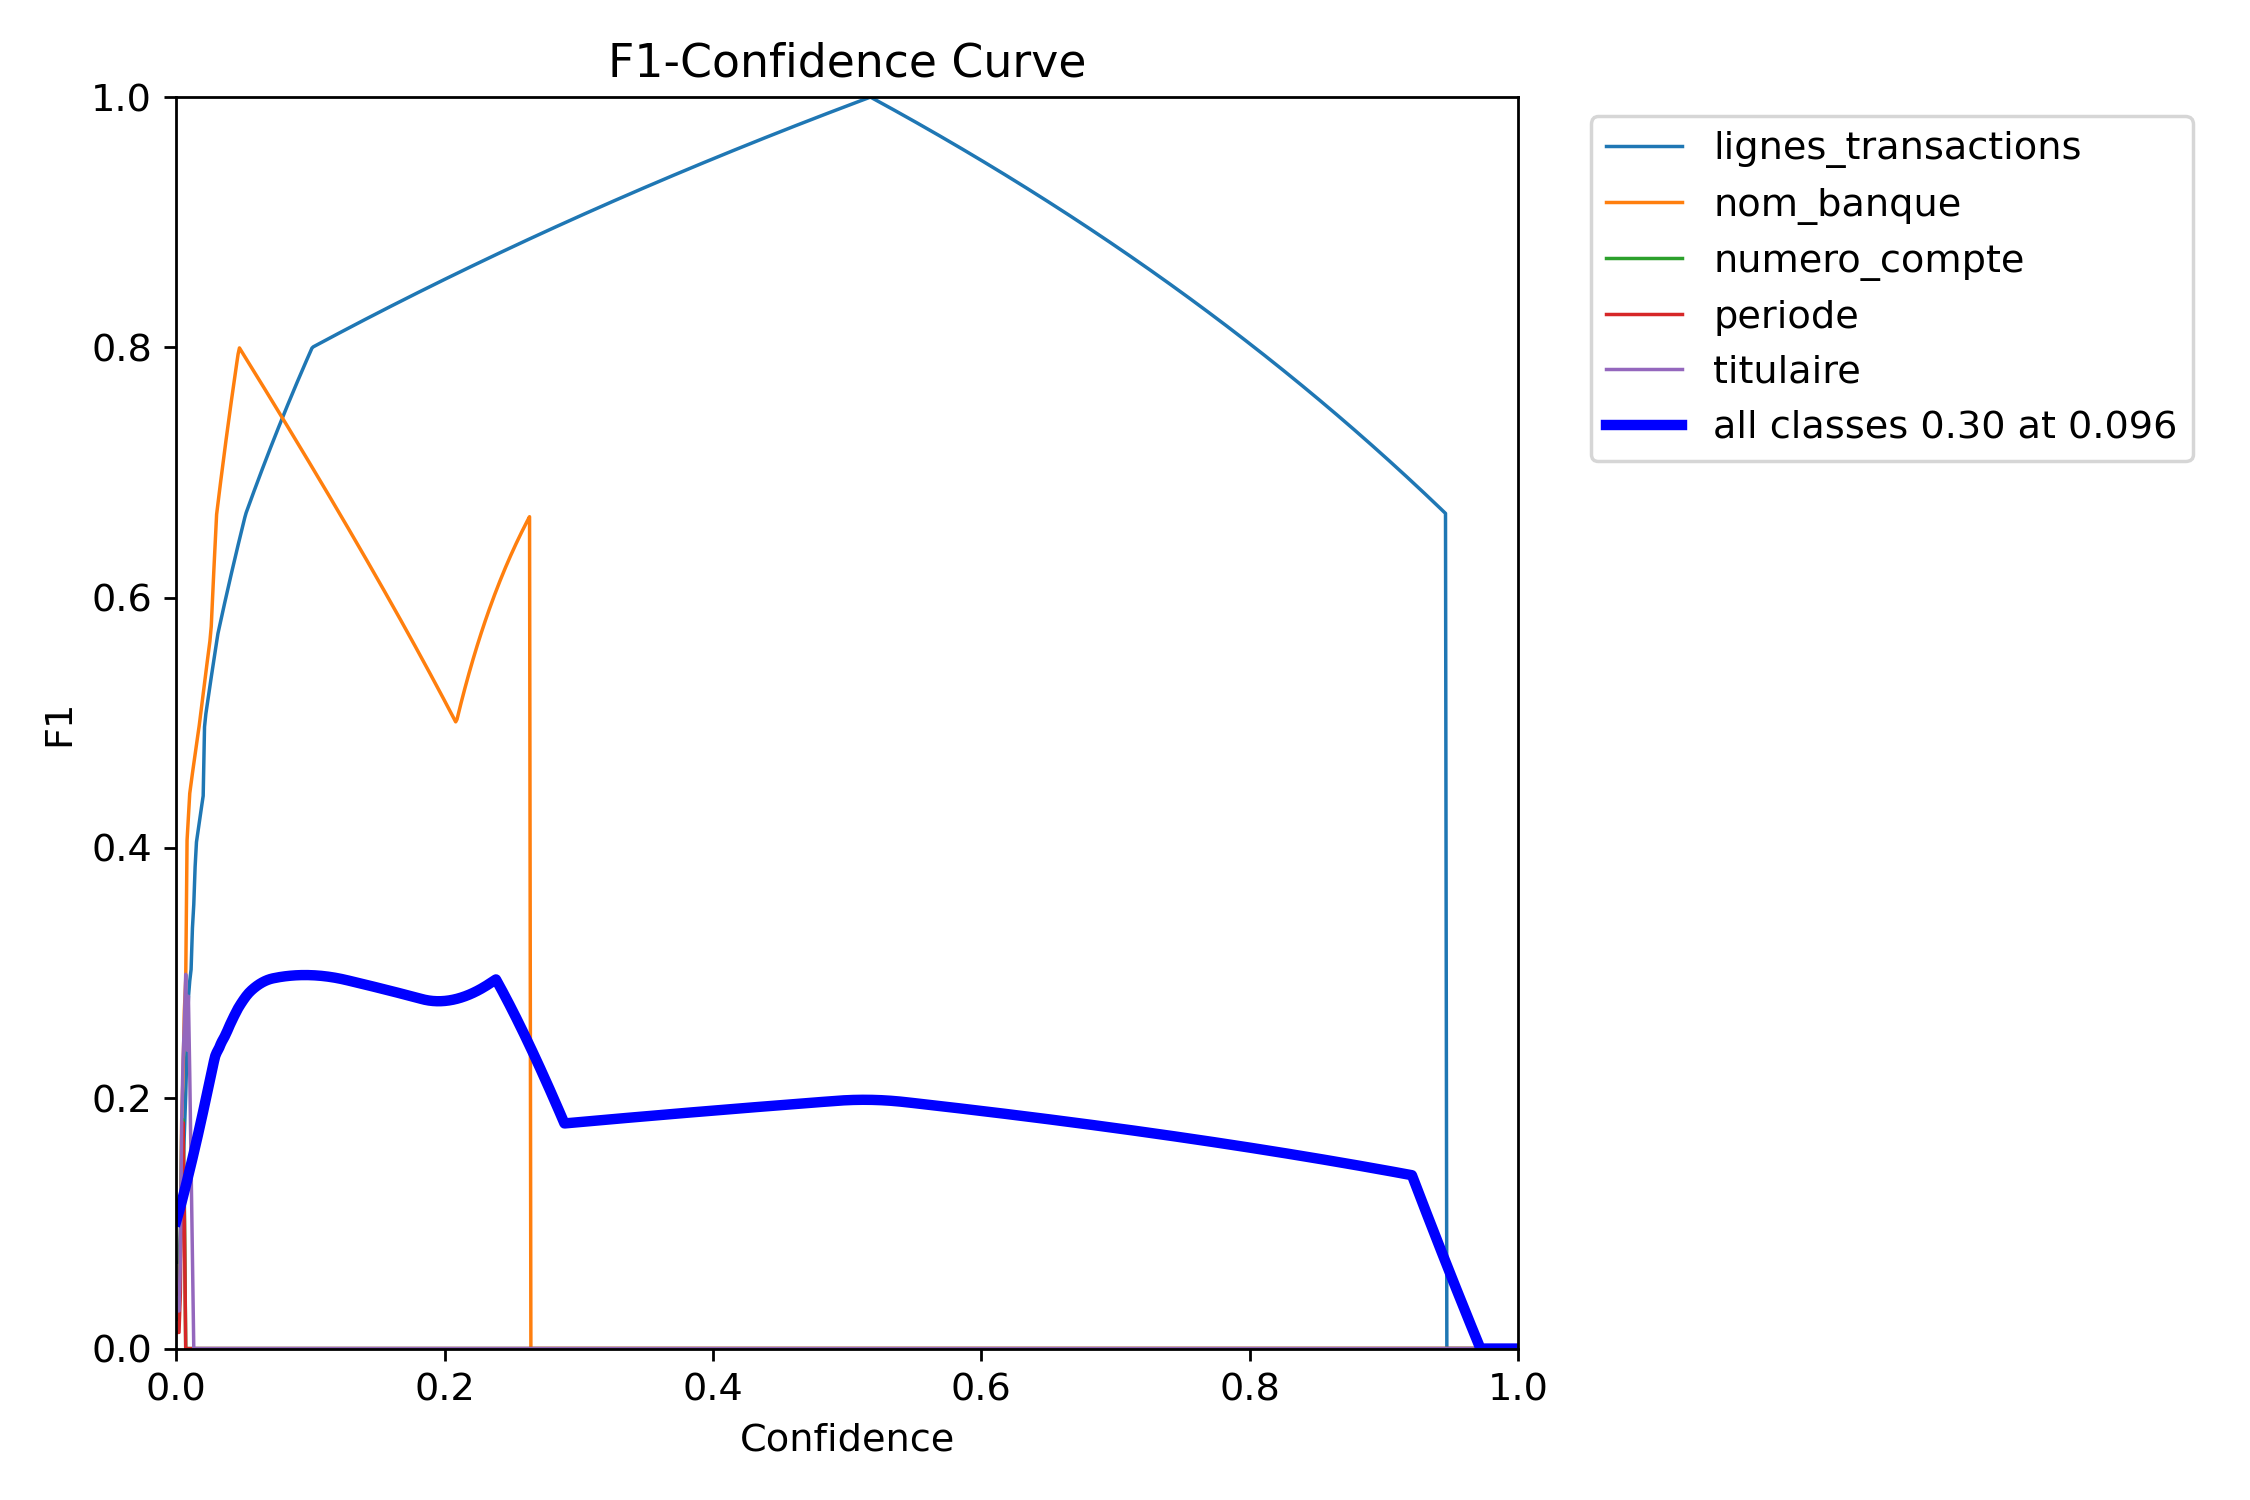 F1-Confidence Curve
1.0
0.8
0.6
0.4
0.2
0.0
F1
0.0 0.2 0.4 0.6 0.8 1.0
Confidence
lignes_transactions
nom_banque
numero_compte
periode
titulaire
all classes 0.30 at 0.096